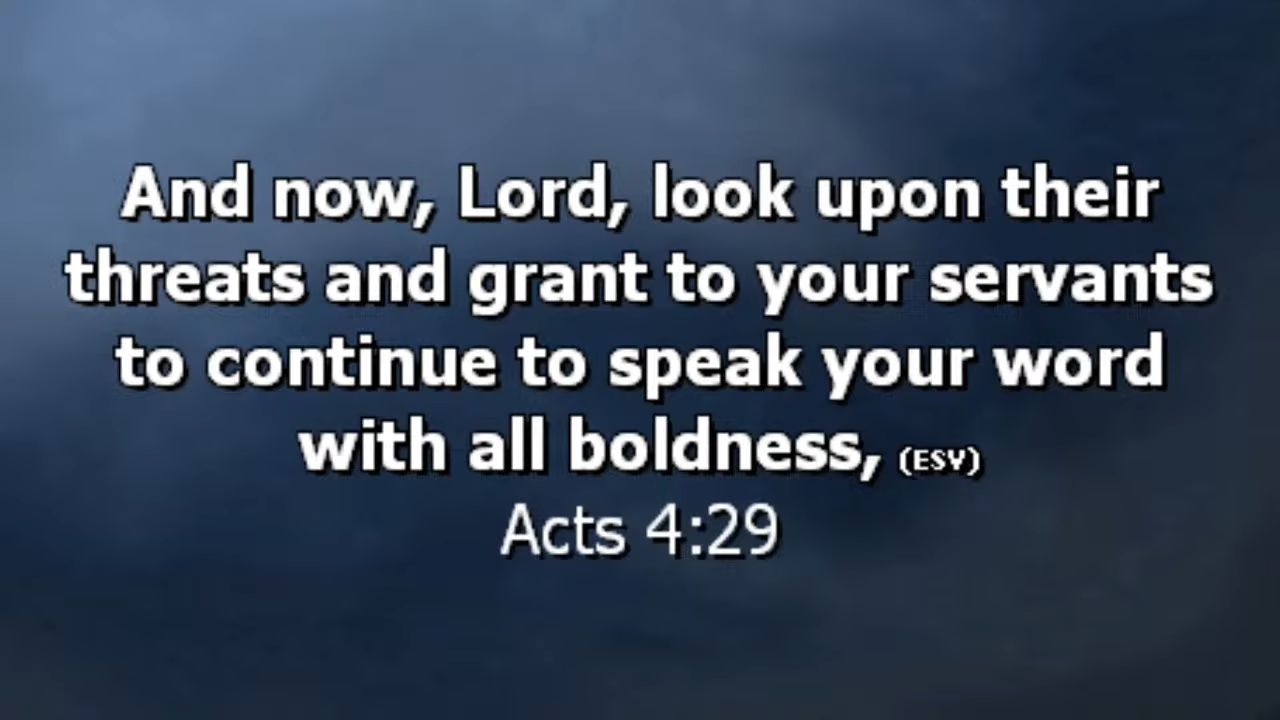 And now, Lord, look upon their
threats and grant to your servants
to continue to speak your word
with all boldness, (ESV)
Acts 4:29